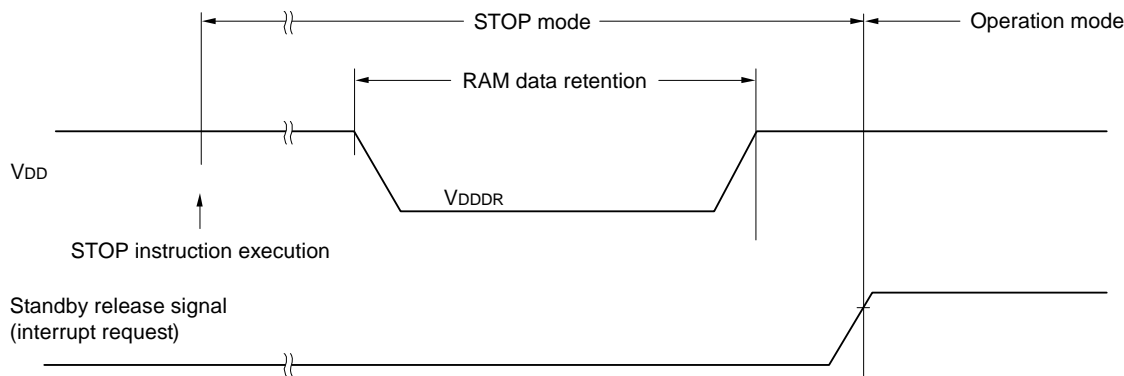 STOP mode
Operation mode
RAM data retention
VDD
VDDDR
STOP instruction execution
Standby release signal
(interrupt request)